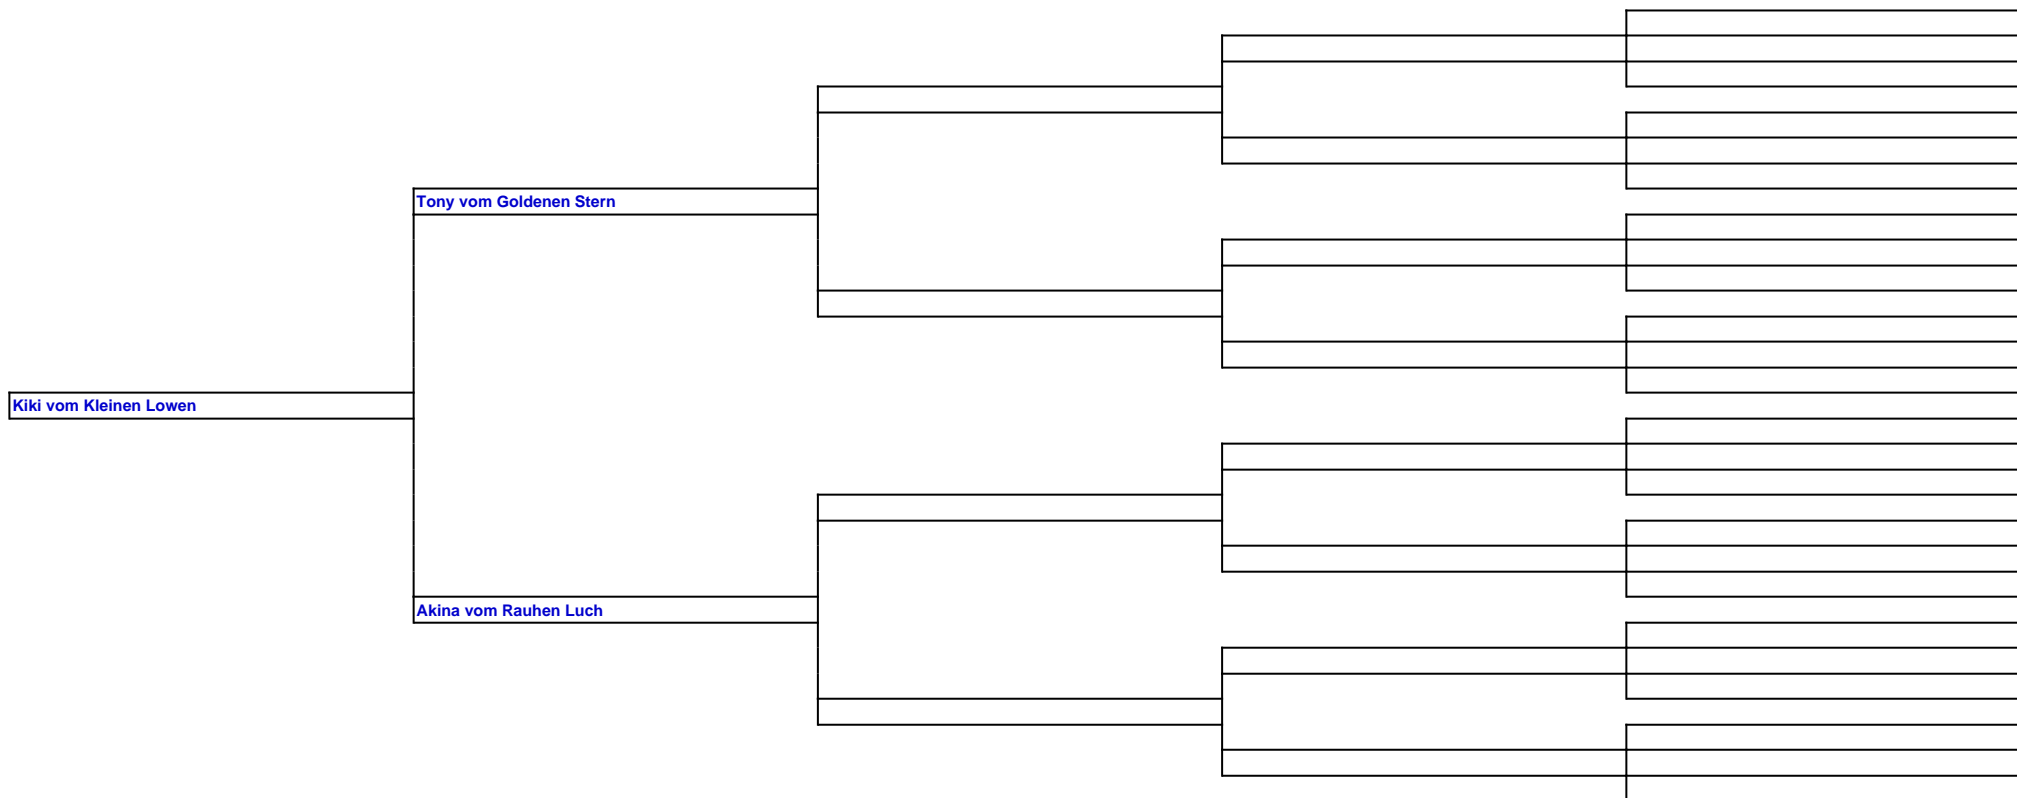 Tony vom Goldenen Stern
Kiki vom Kleinen Lowen
Akina vom Rauhen Luch